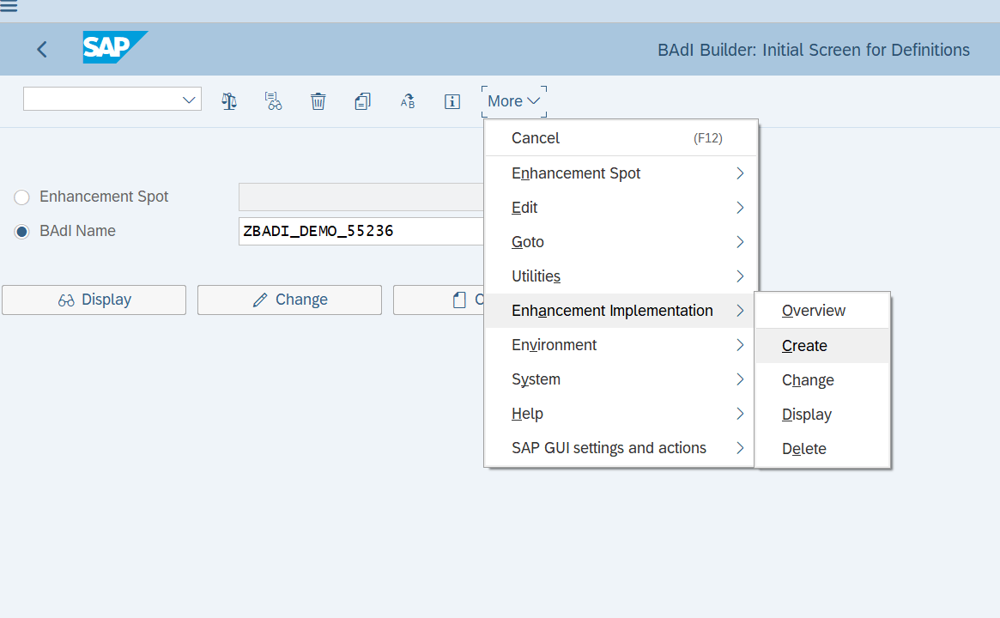 SAP
BAdI Builder: Initial Screen for Definitions
A B
i
More
Cancel (F12)
Enhancement Spot
Edit
Goto
Utilities
Enhancement Implementation
Environment
System
Help
SAP GUI settings and actions
Overview
Create
Change
Display
Delete
Enhancement Spot
BAdI Name ZBADI_DEMO_55236
Display Change